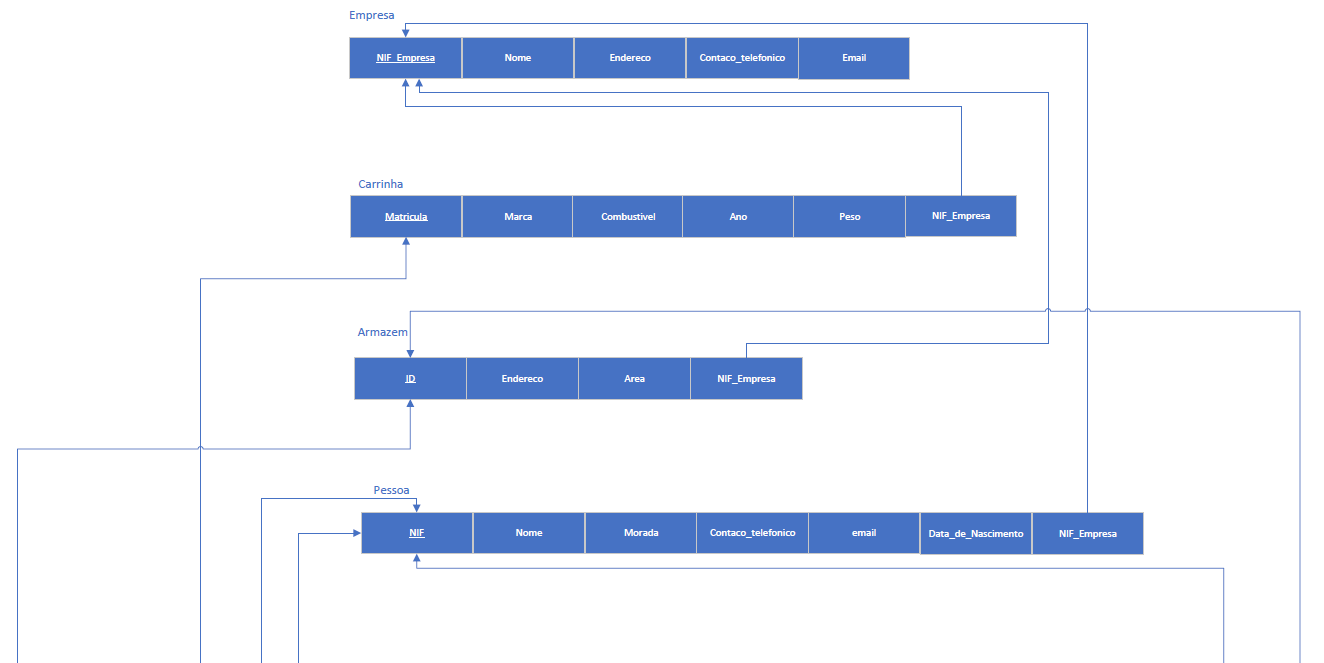 Empresa
NIF_Empresa Nome Endereco Contaco_telefonico Email
Carrinha
Matricula Marca Combustivel Ano Peso NIF_Empresa
Armazem
ID Endereco Area NIF_Empresa
Pessoa
NIF Nome Morada Contaco_telefonico email Data_de_Nascimento NIF_Empresa